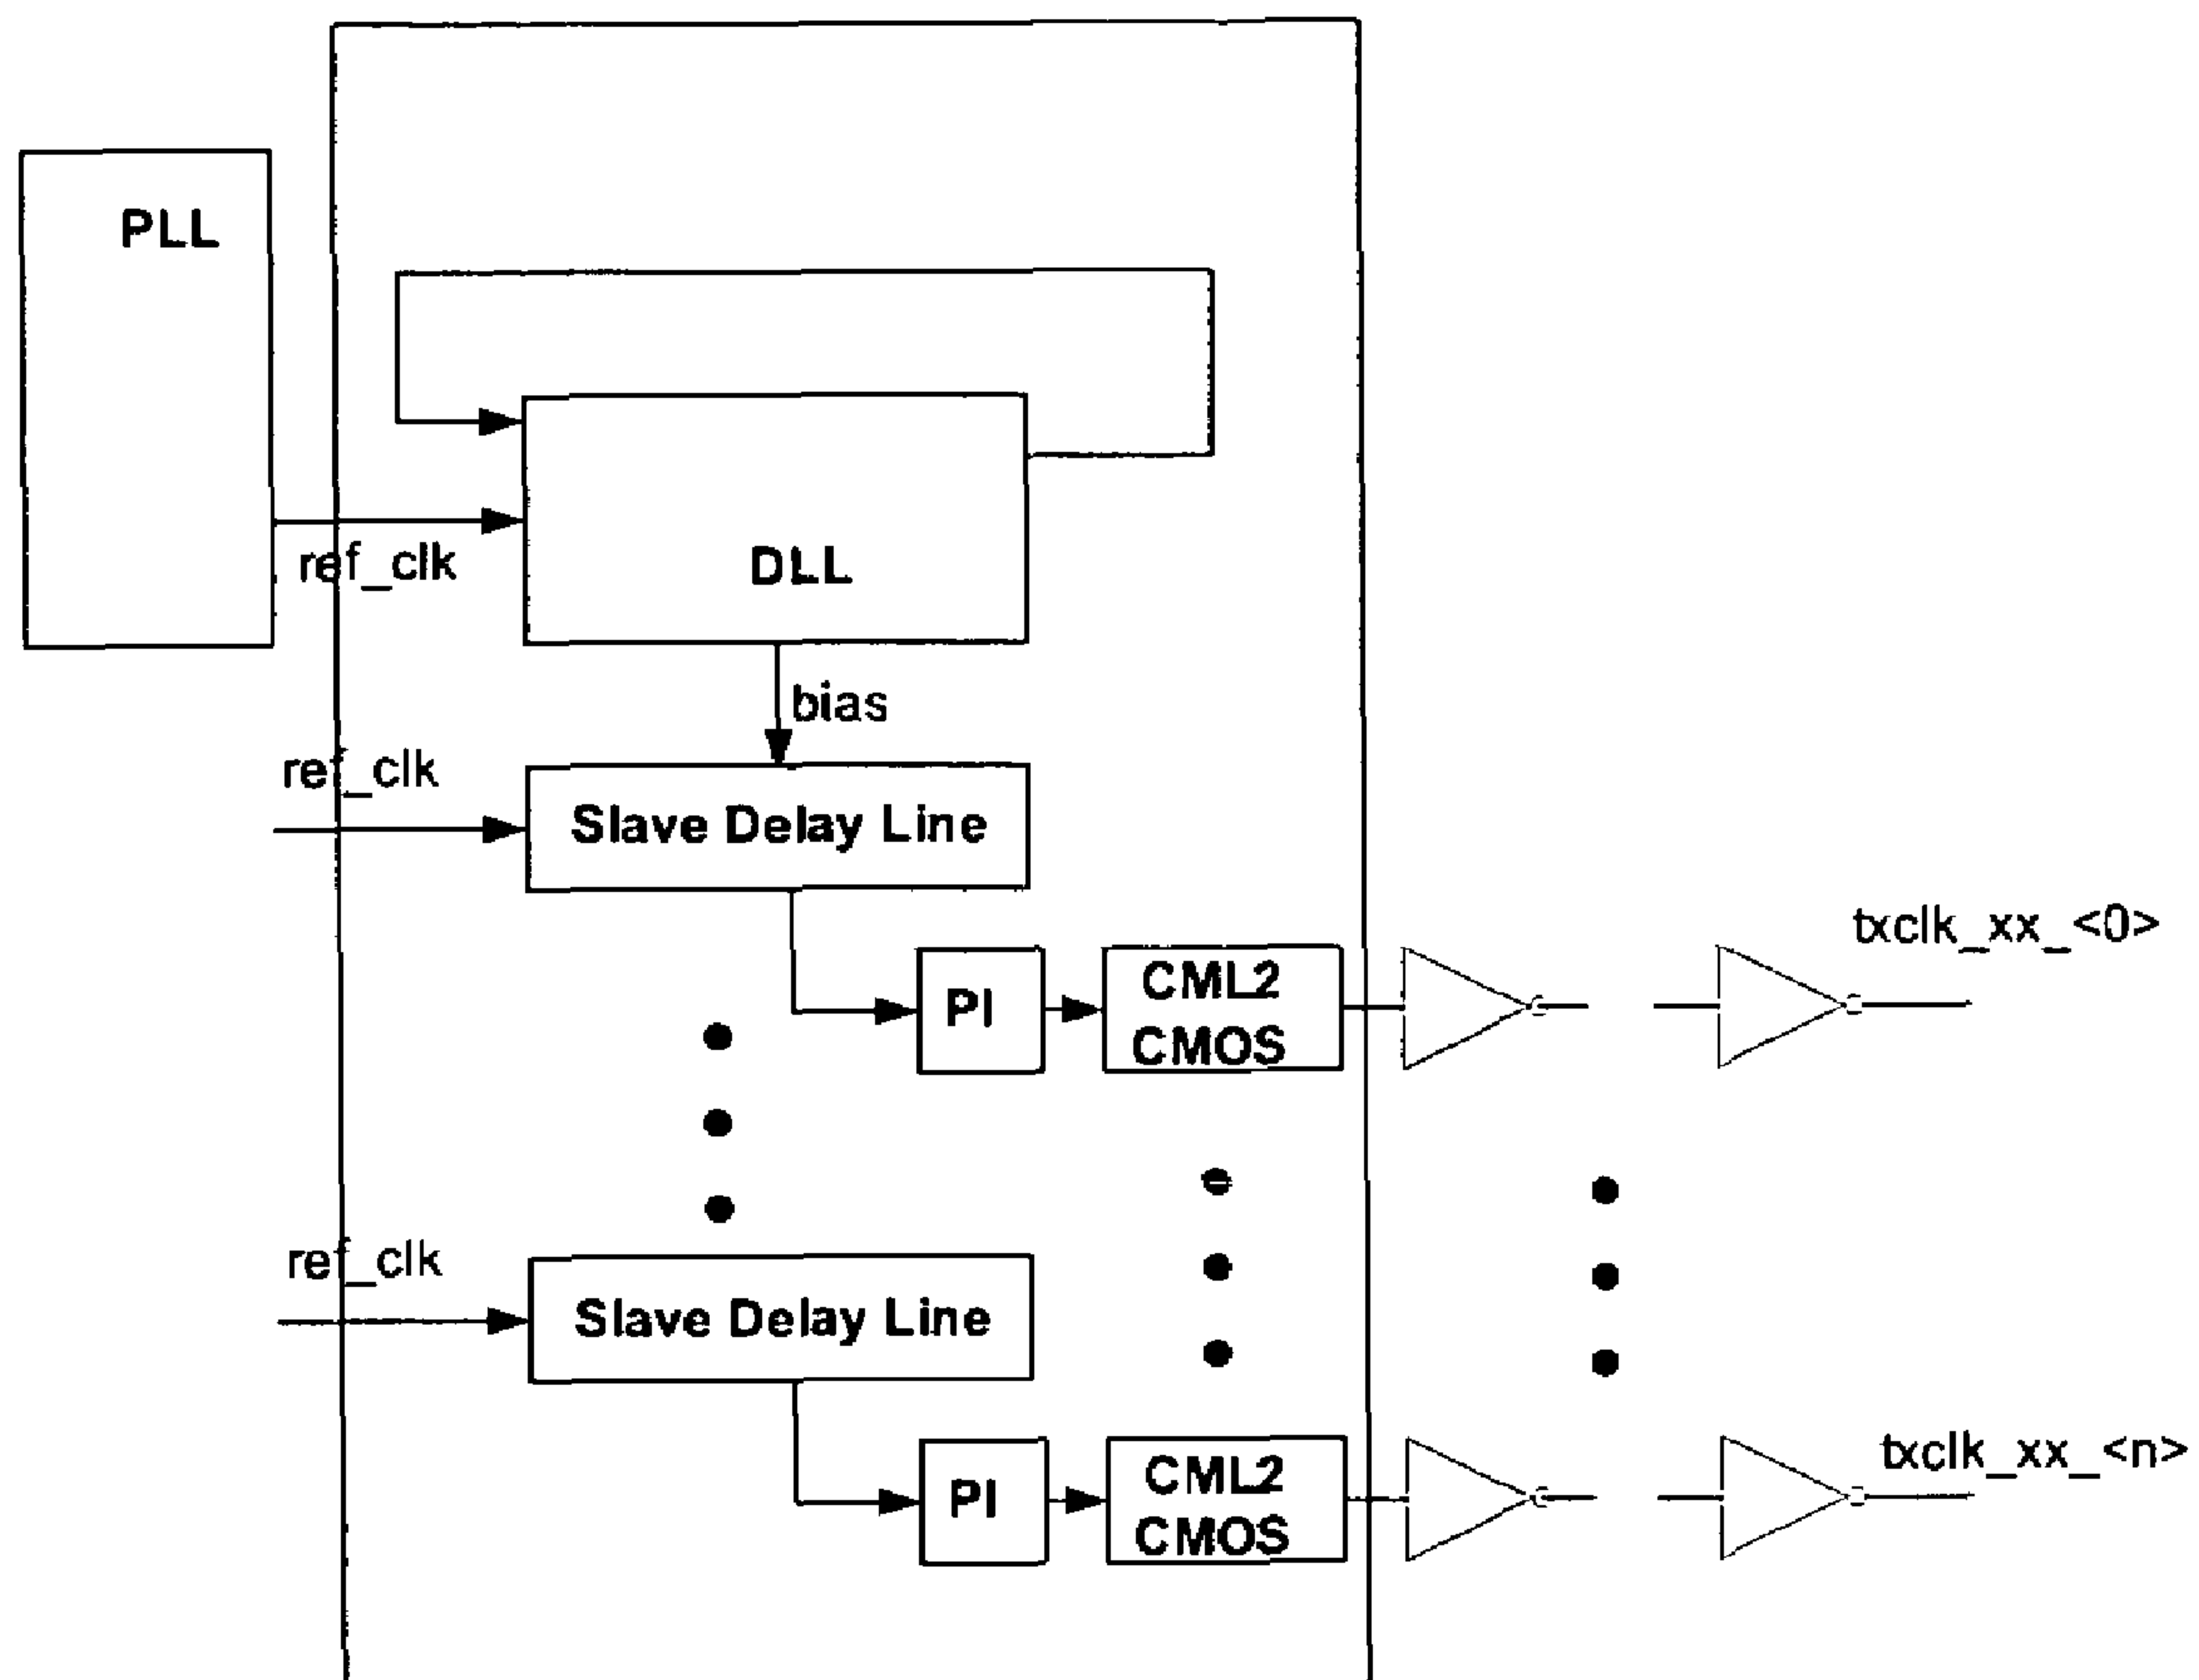 PLL
ref_clk
DLL
bias
ref_clk
Slave Delay Line
txclk_xx_<0>
PI
CML2
CMOS
ref_clk
Slave Delay Line
txclk_xx_<n>
PI
CML2
CMOS